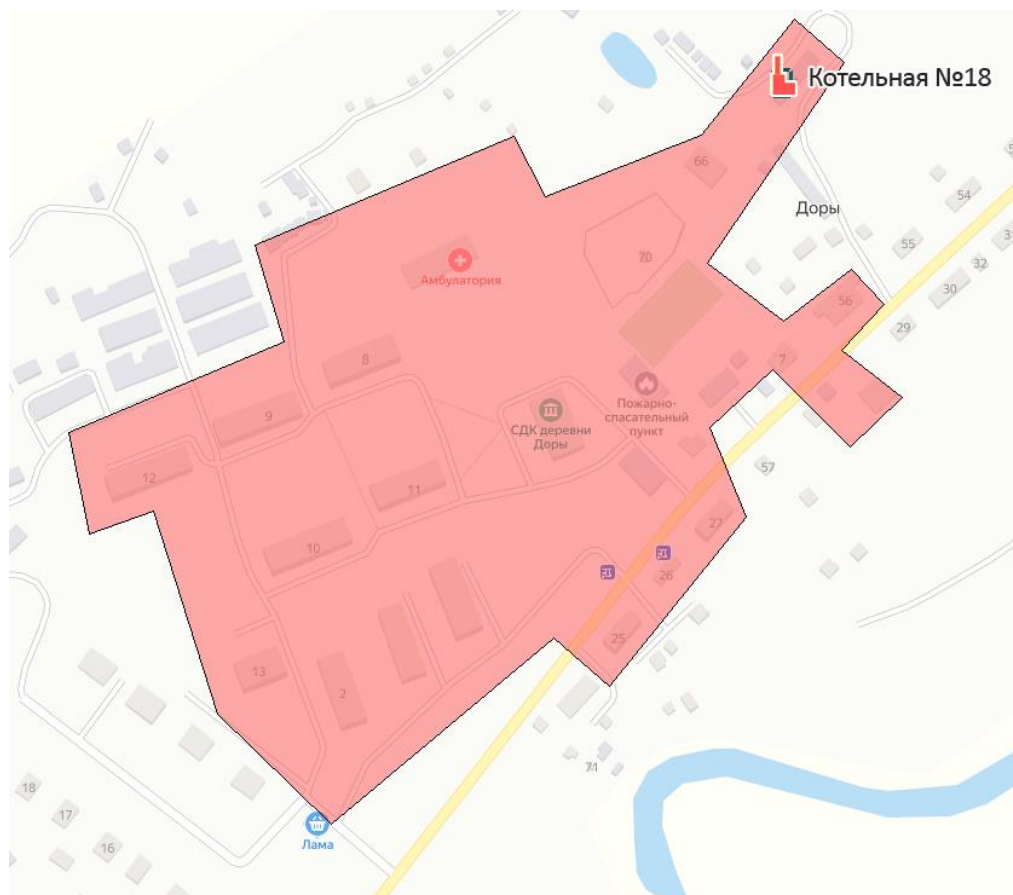 Котельная №18
66
Доры
54
55
70
31
32
30
Амбулатория
56
29
8
7
Пожарно-
спасательный
пункт
9
СДК деревни
Доры
57
12
11
27
10
26
25
13
2
71
18
17
16
Лама